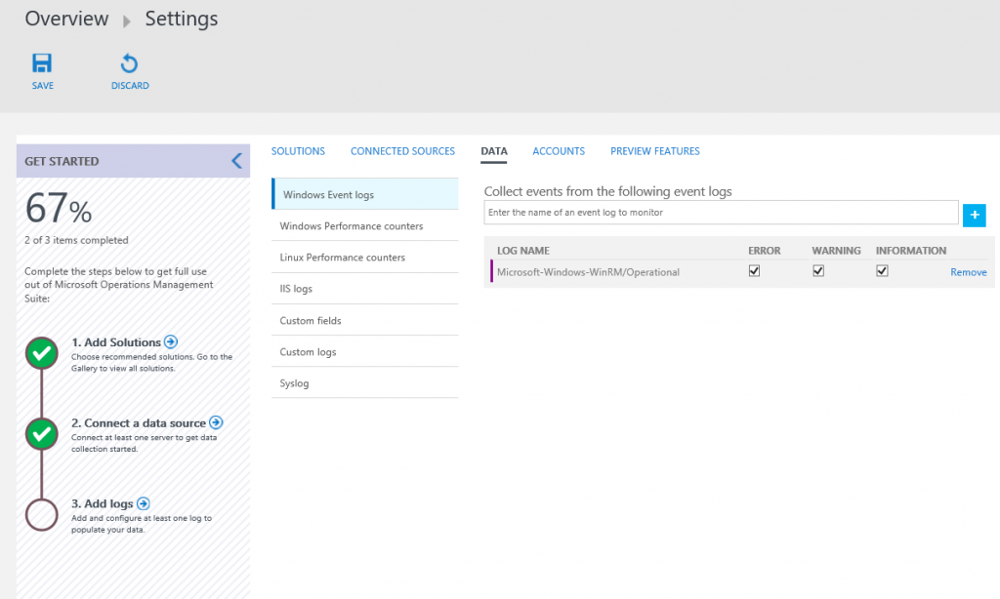 Overview Settings
SAVE DISCARD
GET STARTED
67%
2 of 3 items completed
Complete the steps below to get full use
out of Microsoft Operations Management
Suite:
1. Add Solutions
Choose recommended solutions. Go to the
Gallery to view all solutions.
2. Connect a data source
Connect at least one server to get data
collection started.
3. Add logs
Add and configure at least one log to
populate your data.
SOLUTIONS CONNECTED SOURCES DATA ACCOUNTS PREVIEW FEATURES
Windows Event logs
Windows Performance counters
Linux Performance counters
IIS logs
Custom fields
Custom logs
Syslog
Collect events from the following event logs
Enter the name of an event log to monitor
+
LOG NAME ERROR WARNING INFORMATION
Microsoft-Windows-WinRM/Operational Remove